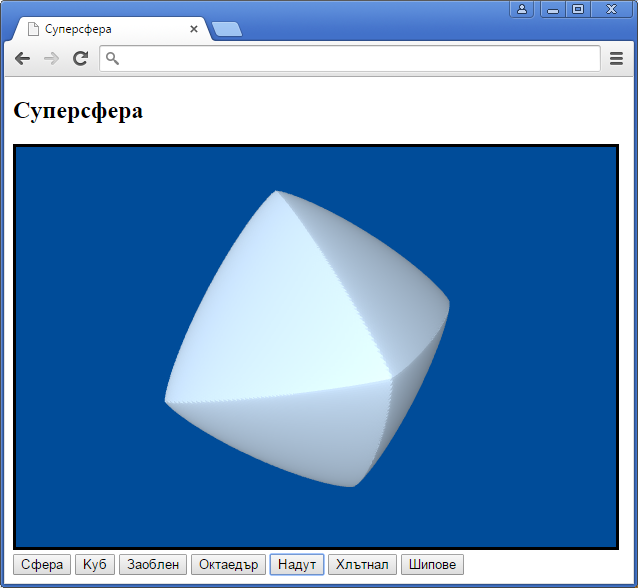 Суперсфера
Суперсфера
Сфера Куб Заоблен Октаедър Надут Хлътнал Шипове